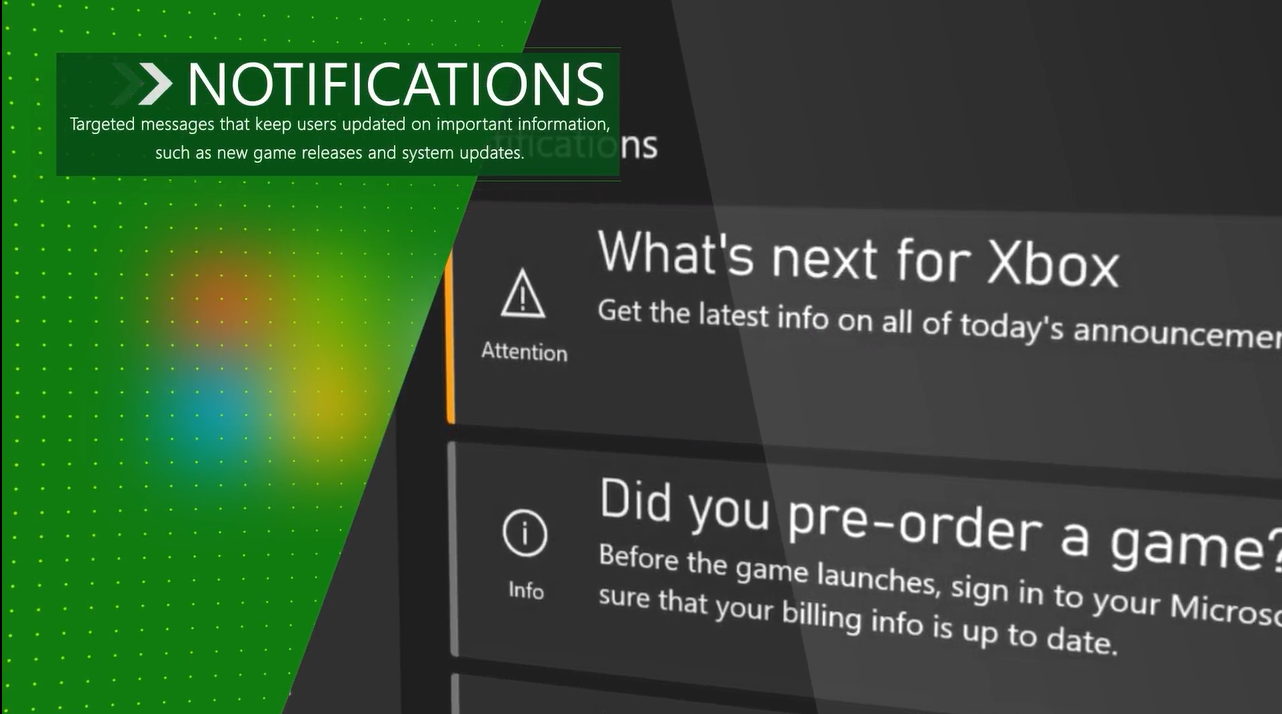 NOTIFICATIONS
Targeted messages that keep users updated on important information,
such as new game releases and system updates.
tifications
What's next for Xbox
Get the latest info on all of today's
Attention
Did you pre-order a game?
Before the game launches, sign in to your
sure that your billing info is up to date.
Info